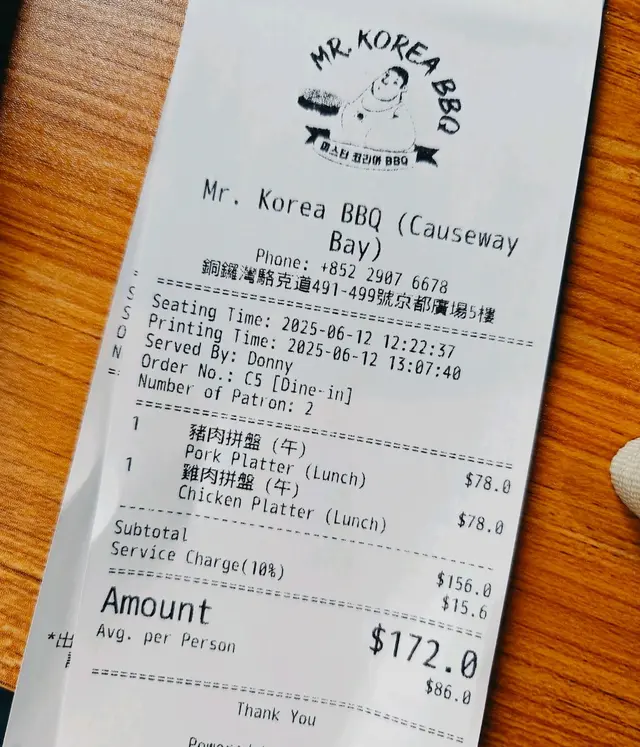 MR. KOREA BBQ
미스터 코리아 BBQ
Mr. Korea BBQ (Causeway
Bay)
Phone: +852 2907 6678
銅鑼灣駱克道491-499號京都廣場5樓
Seating Time: 2025-06-12 12:22:37
Printing Time: 2025-06-12 13:07:40
Served By: Donny
Order No.: C5 [Dine-in]
Number of Patron: 2
1 豬肉拼盤 (午)
Pork Platter (Lunch) $78.0
1 雞肉拼盤 (午)
Chicken Platter (Lunch) $78.0
Subtotal $156.0
Service Charge(10%) $15.6
Amount $172.0
Avg. per Person $86.0
Thank You
*出